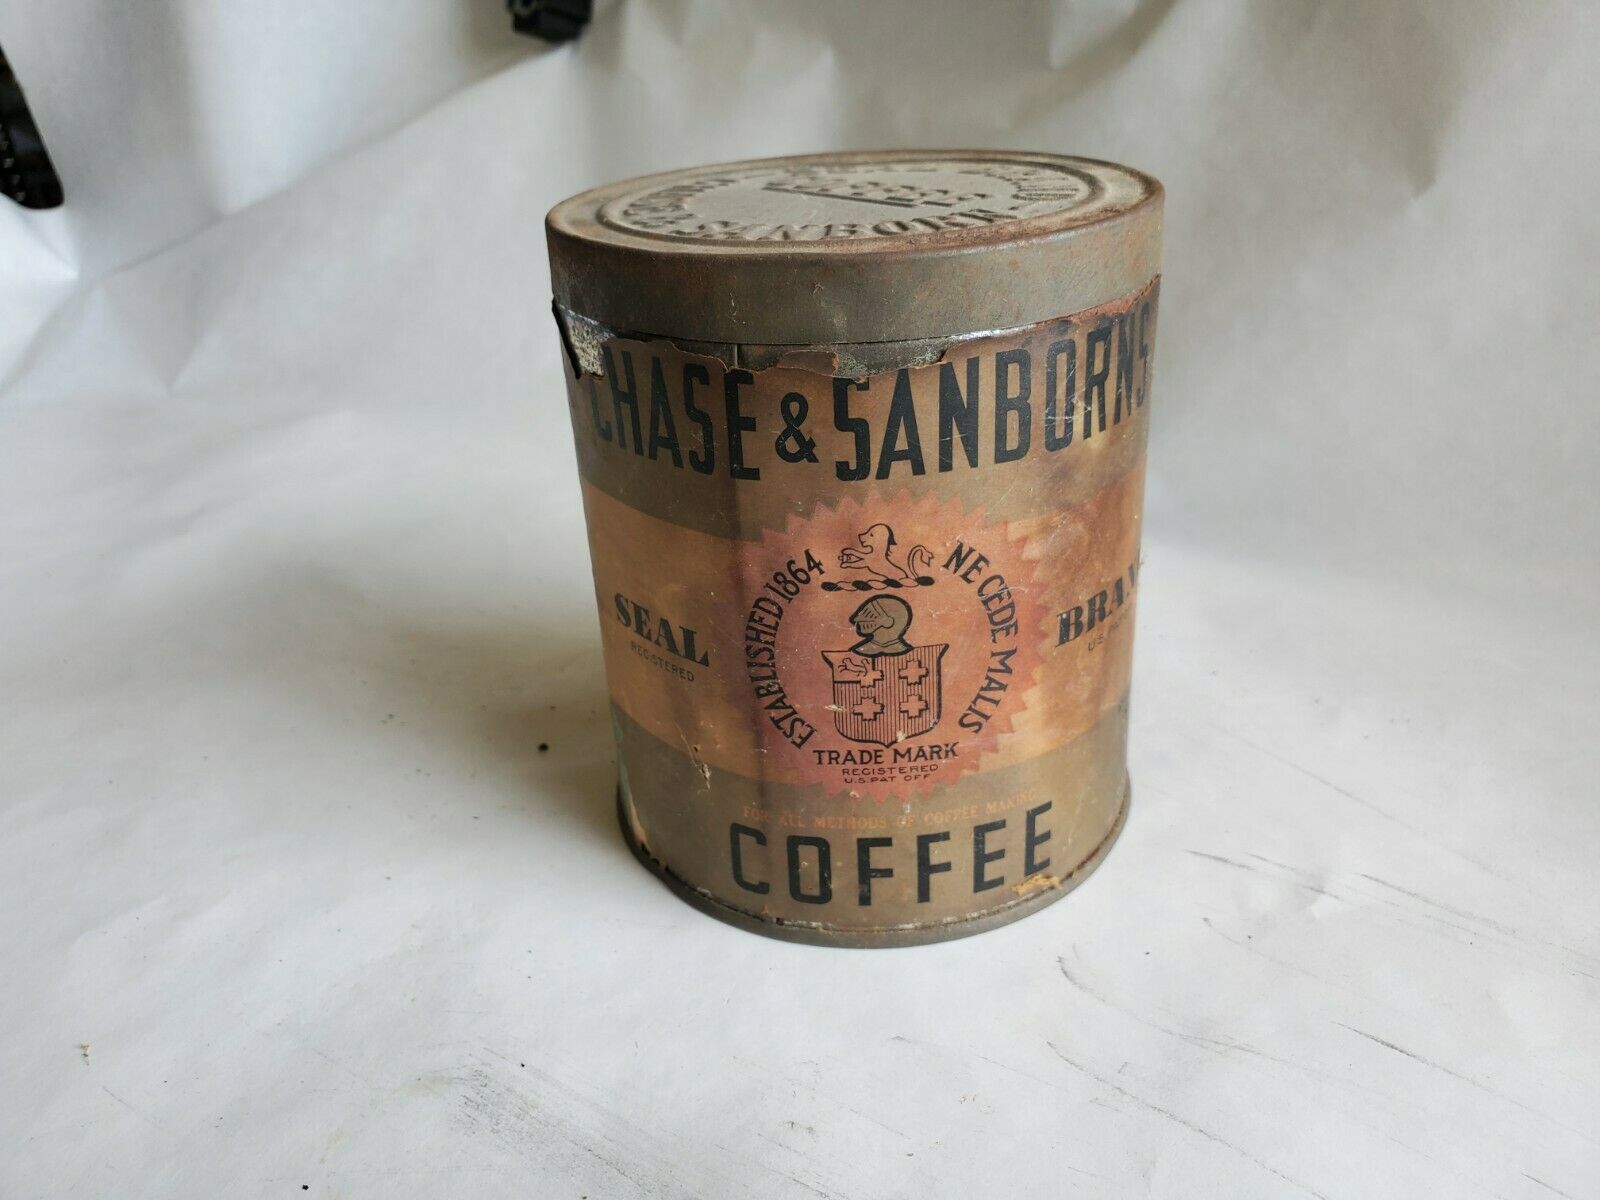 SANBORN
CHASE & SANBORNS
SEAL
REGISTERED
ESTABLISHED 1864
NE CEDE MALIS
TRADE MARK
REGISTERED
U.S. PAT OFF
FOR ALL METHODS OF COFFEE MAKING
COFFEE